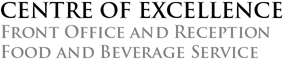 CENTRE OF EXCELLENCE
FRONT OFFICE AND RECEPTION
FOOD AND BEVERAGE SERVICE